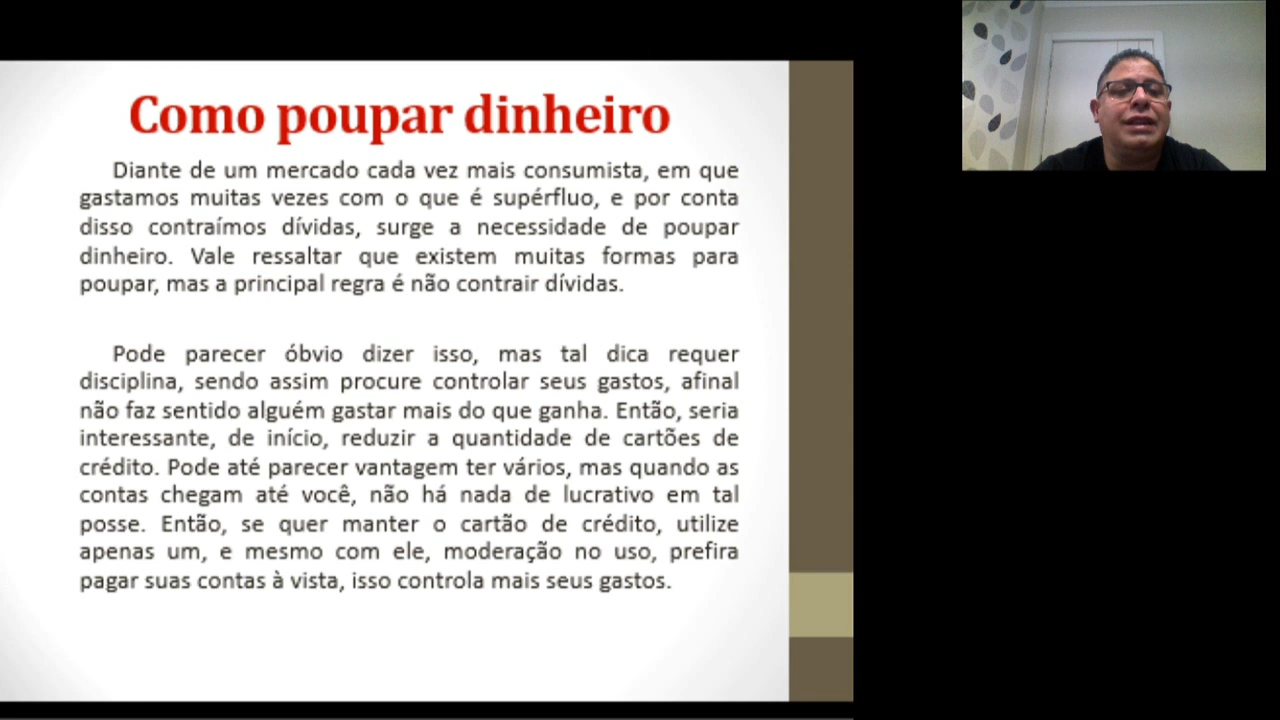 Como poupar dinheiro
Diante de um mercado cada vez mais consumista, em que
gastamos muitas vezes com o que é supérfluo, e por conta
disso contraímos dívidas, surge a necessidade de poupar
dinheiro. Vale ressaltar que existem muitas formas para
poupar, mas a principal regra é não contrair dívidas.
Pode parecer óbvio dizer isso, mas tal dica requer
disciplina, sendo assim procure controlar seus gastos, afinal
não faz sentido alguém gastar mais do que ganha. Então, seria
interessante, de início, reduzir a quantidade de cartões de
crédito. Pode até parecer vantagem ter vários, mas quando as
contas chegam até você, não há nada de lucrativo em tal
posse. Então, se quer manter o cartão de crédito, utilize
apenas um, e mesmo com ele, moderação no uso, prefira
pagar suas contas à vista, isso controla mais seus gastos.